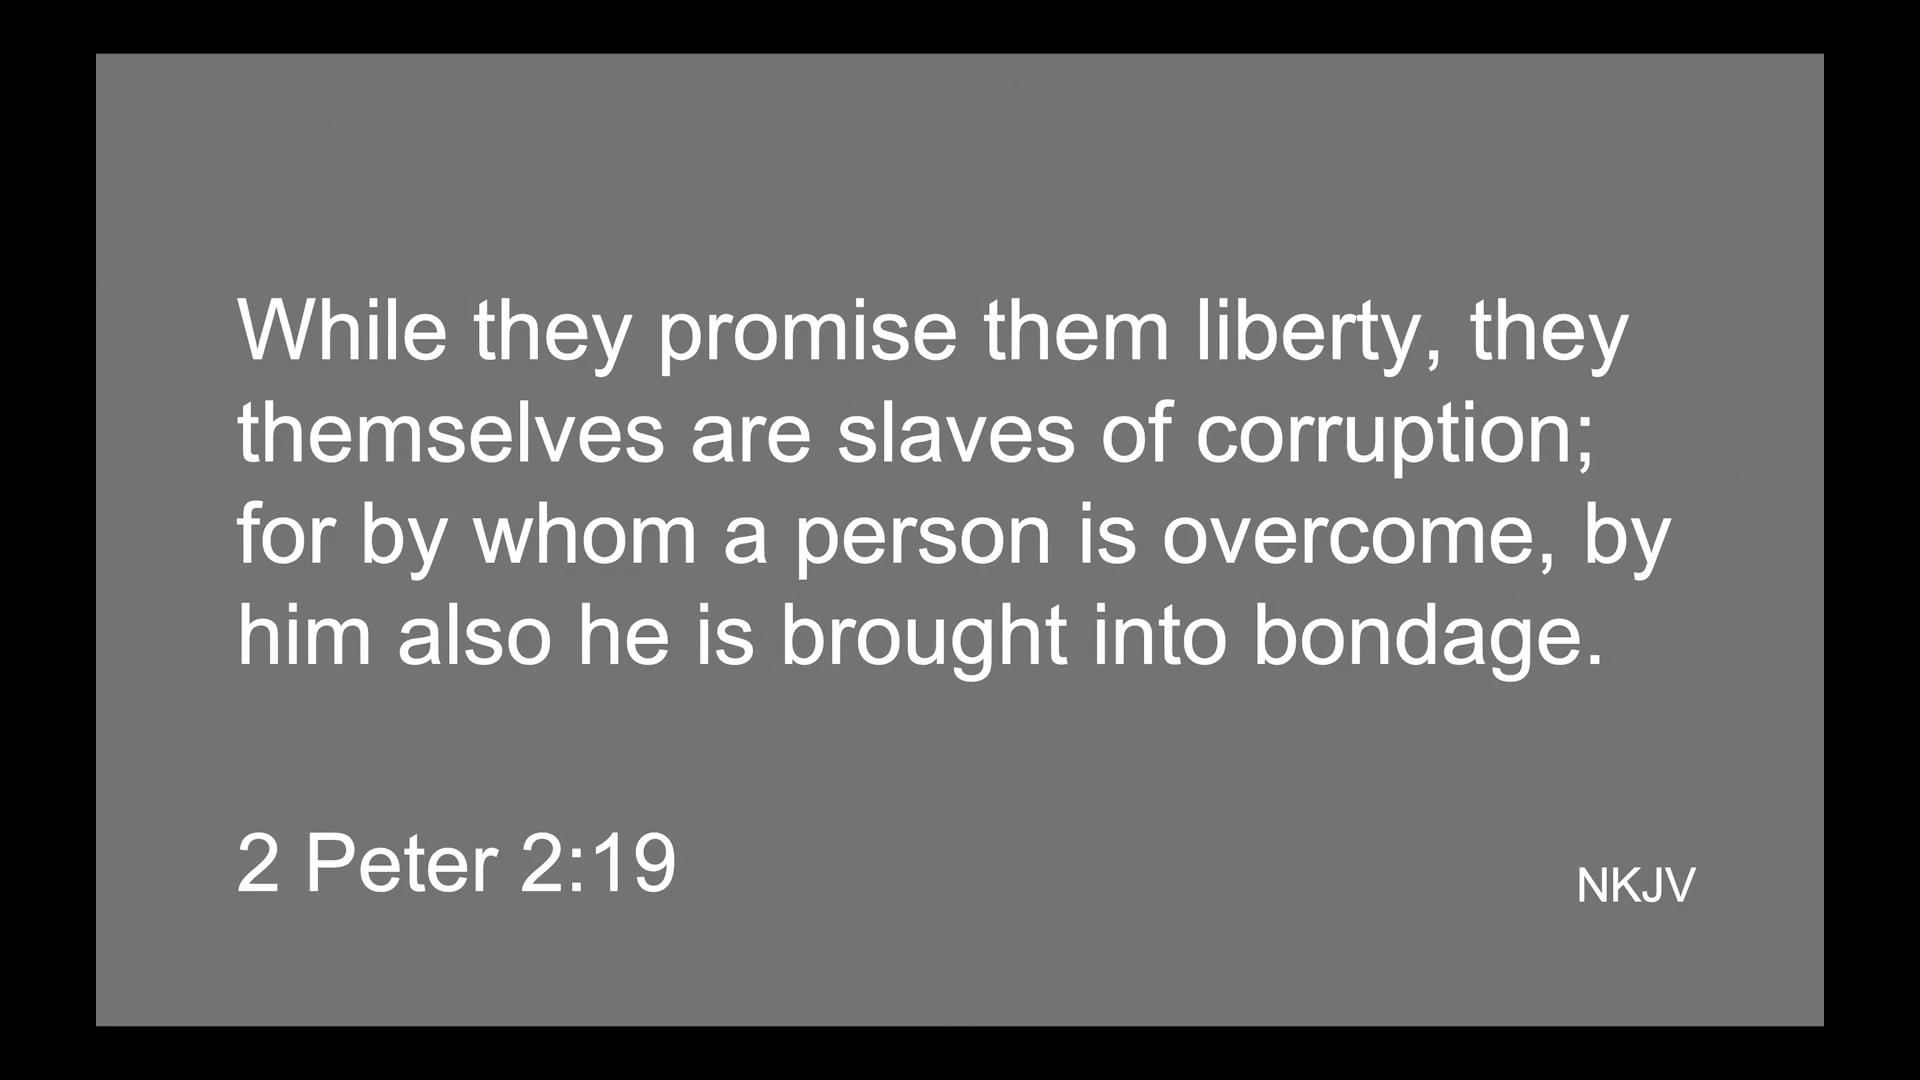 While they promise them liberty, they
themselves are slaves of corruption;
for by whom a person is overcome, by
him also he is brought into bondage.
2 Peter 2:19
NKJV